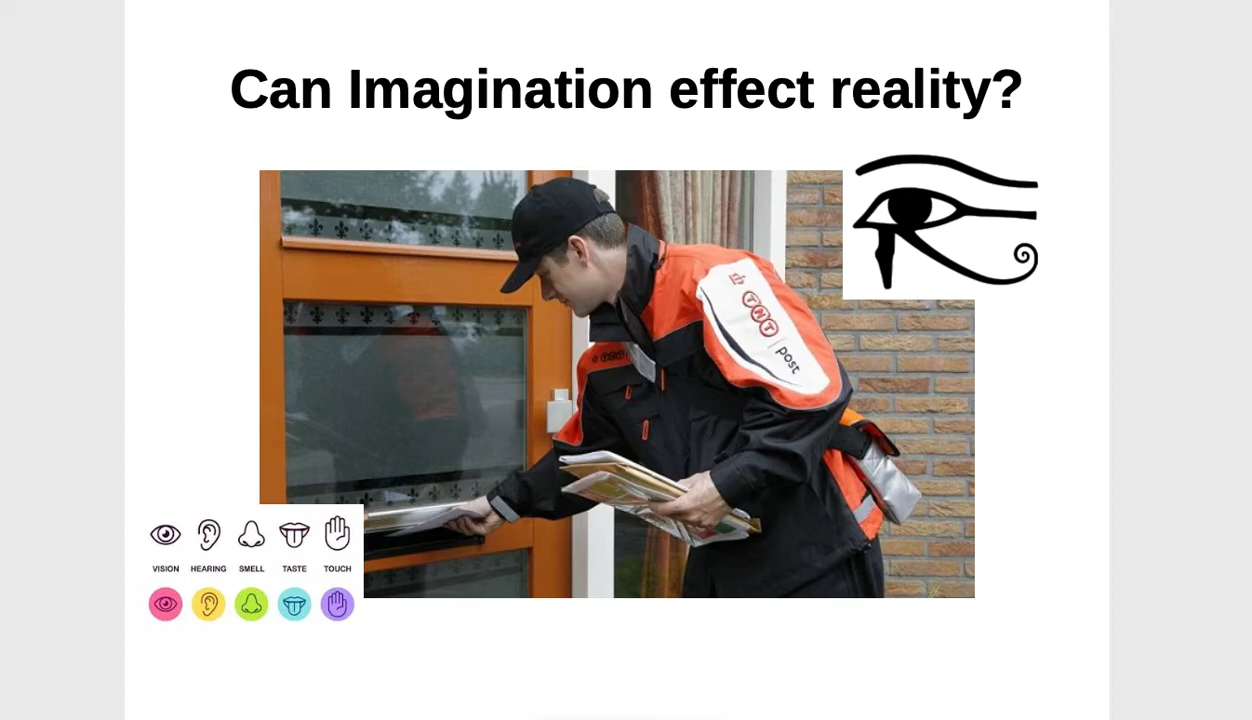 Can Imagination effect reality?
TNT post
VISION HEARING SMELL TASTE TOUCH